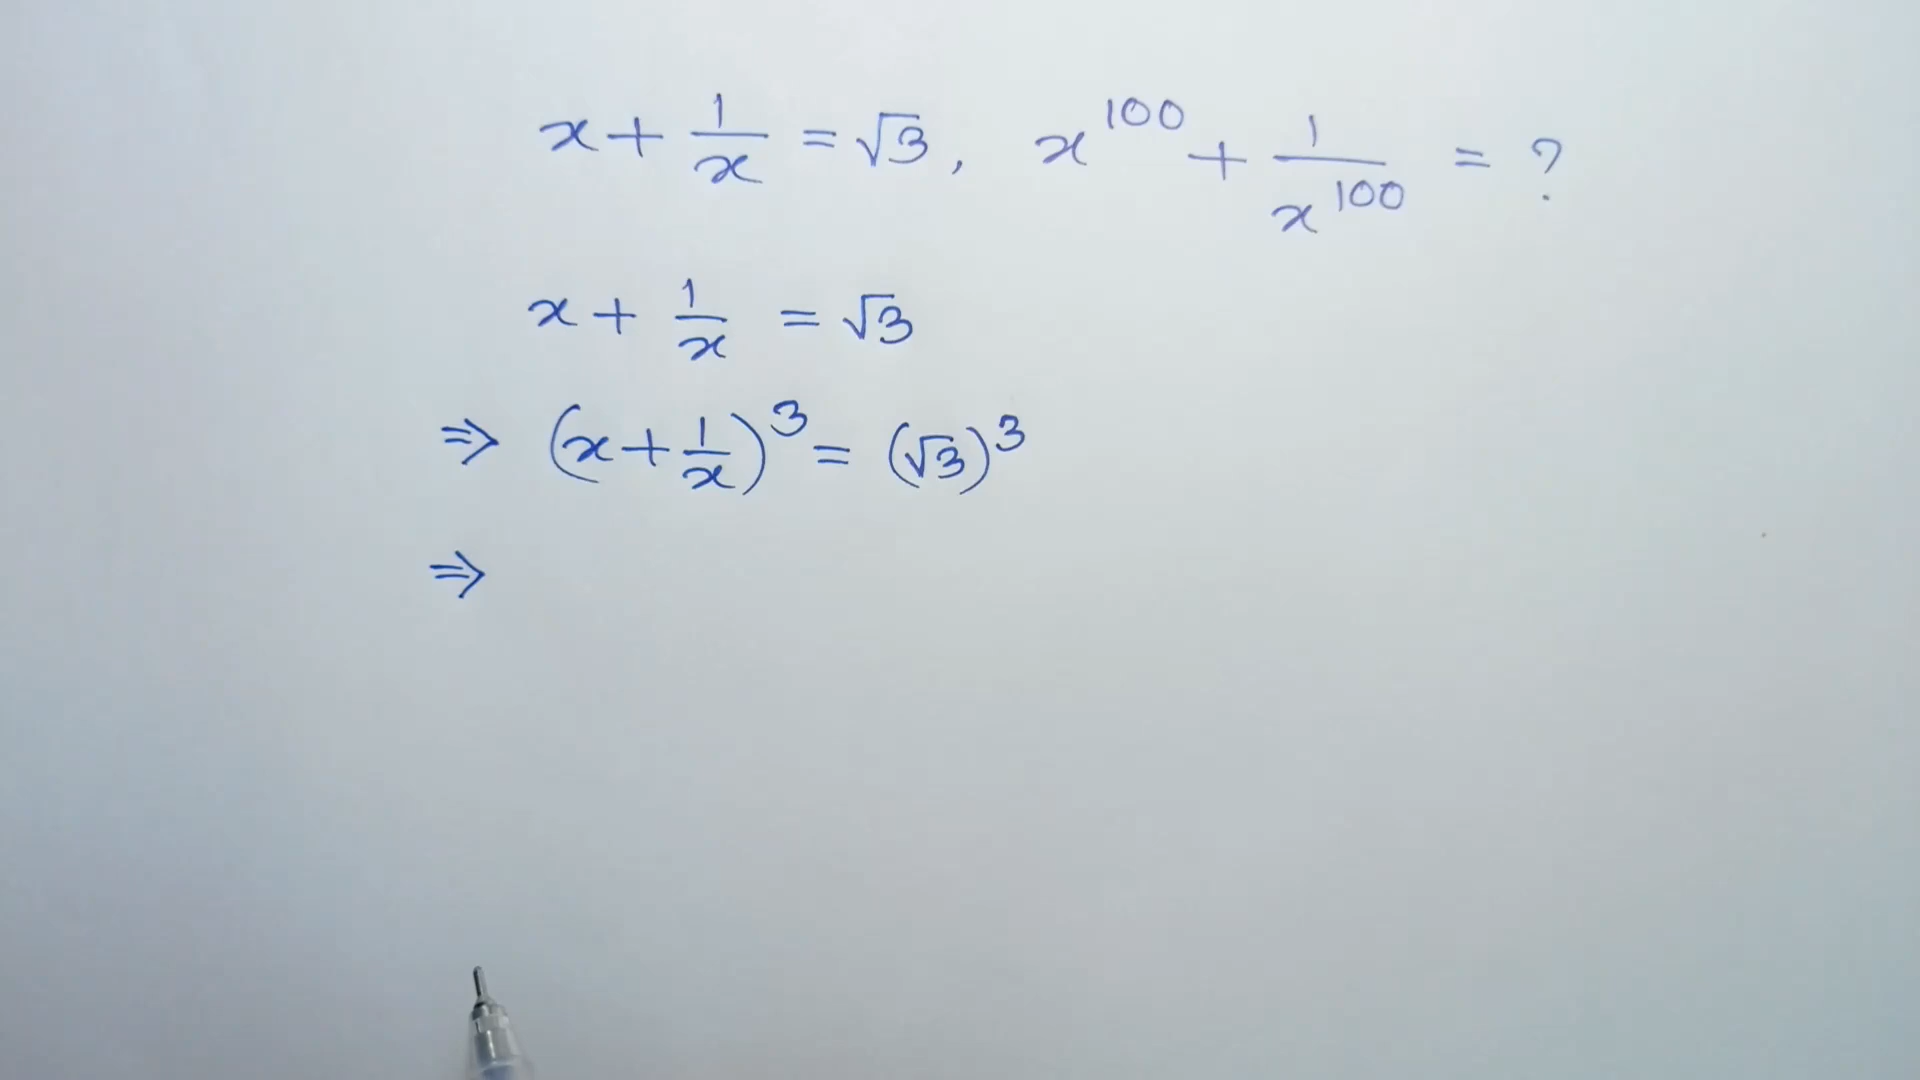 x + 1/x = √3, x^100 + 1/x^100 = ?
x + 1/x = √3
⇒ (x + 1/x)^3 = (√3)^3
⇒